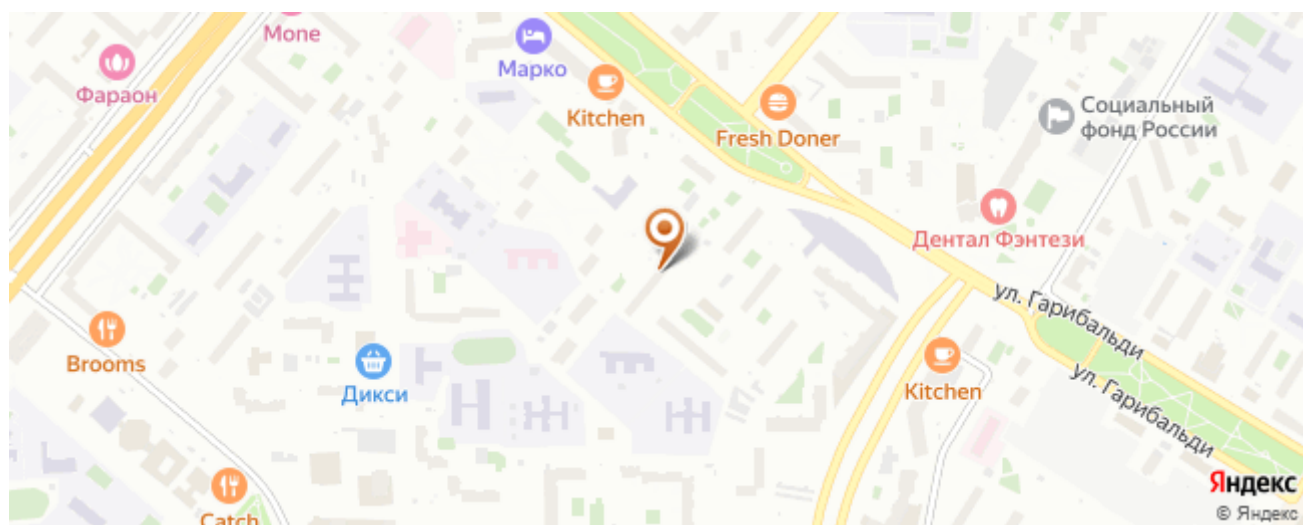 Mone
Фараон
Марко
Kitchen
Fresh Doner
Социальный
фонд России
Дентал Фэнтези
ул. Гарибальди
ул. Гарибальди
Brooms
Дикси
Kitchen
Catch
Яндекс
© Яндекс